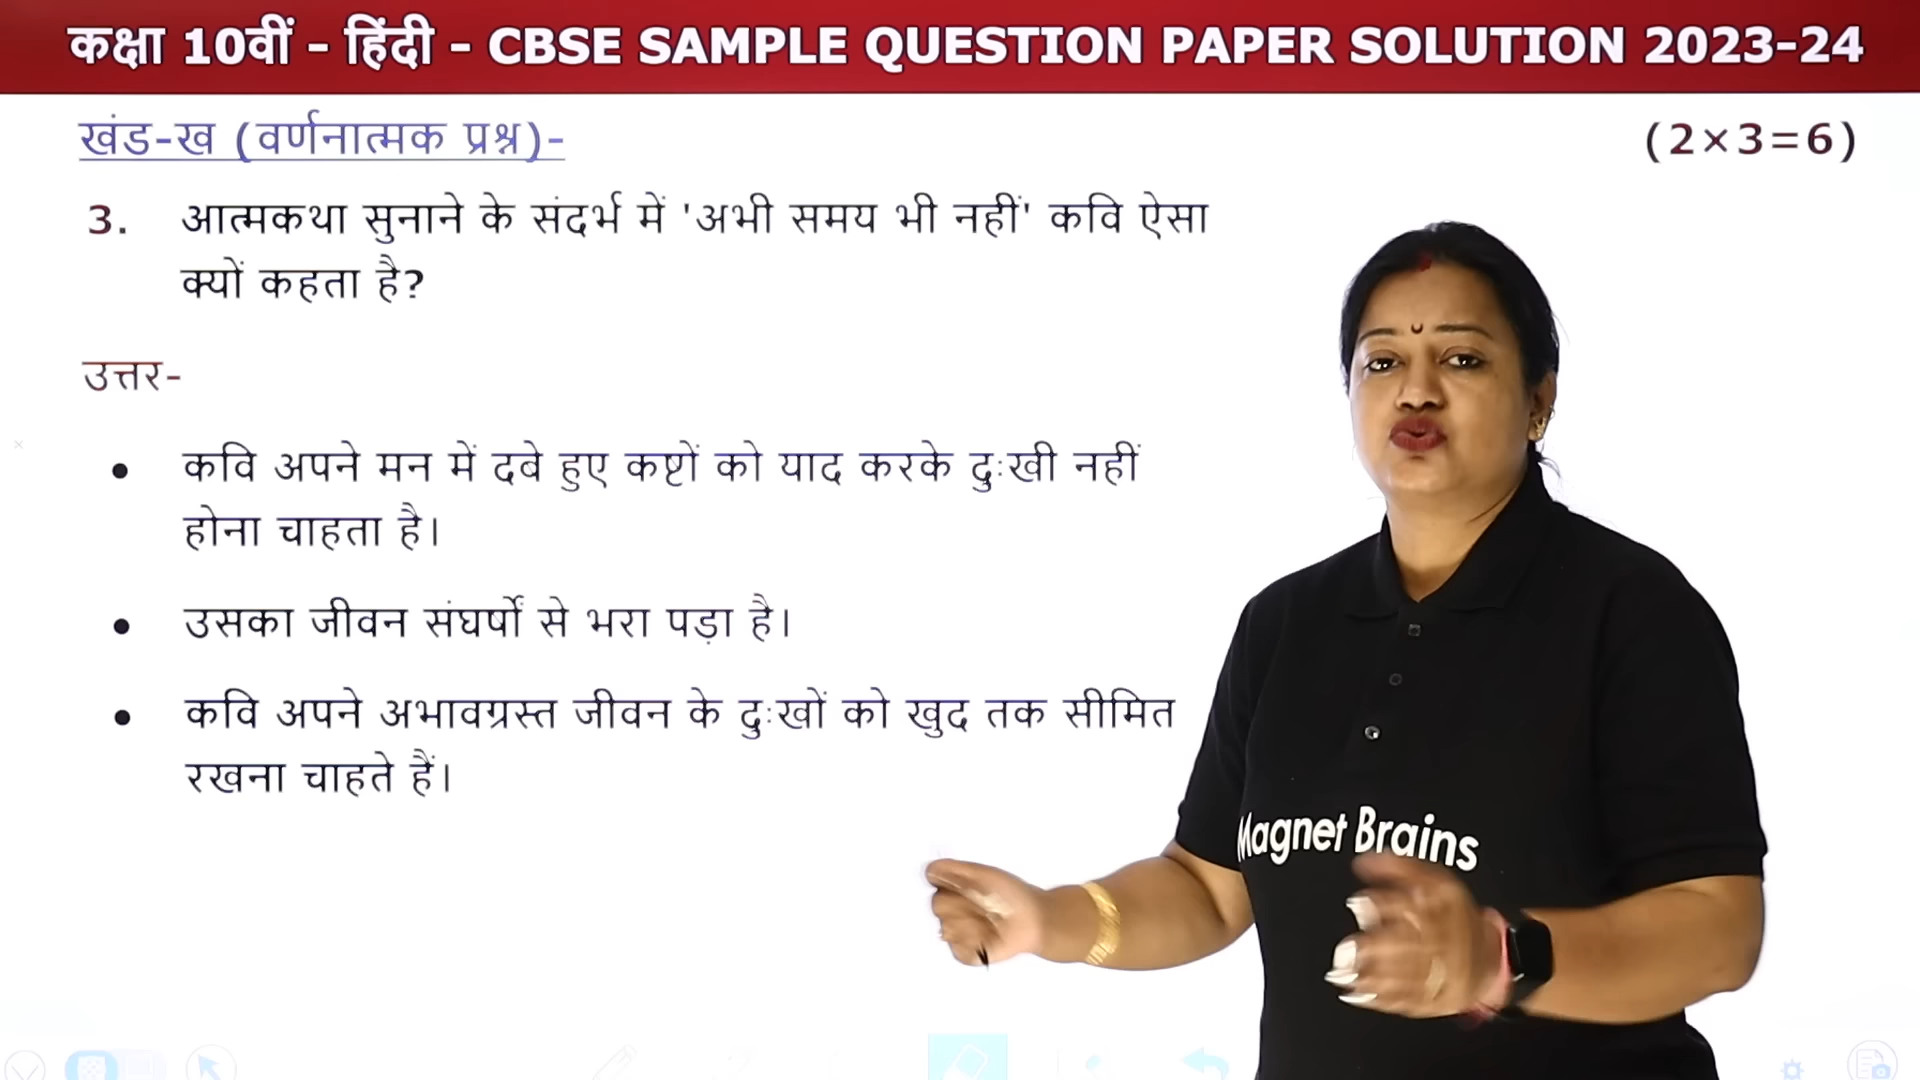 कक्षा 10वीं - हिंदी - CBSE SAMPLE QUESTION PAPER SOLUTION 2023-24
खंड-ख (वर्णनात्मक प्रश्न)-
(2×3=6)
3. आत्मकथा सुनाने के संदर्भ में 'अभी समय भी नहीं' कवि ऐसा
क्यों कहता है?
उत्तर-
• कवि अपने मन में दबे हुए कष्टों को याद करके दुःखी नहीं
होना चाहता है।
• उसका जीवन संघर्षों से भरा पड़ा है।
• कवि अपने अभावग्रस्त जीवन के दुःखों को खुद तक सीमित
रखना चाहते हैं।
Magnet Brains